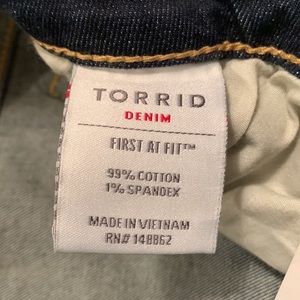 TORRID
DENIM
FIRST AT FIT™
99% COTTON
1% SPANDEX
MADE IN VIETNAM
RN# 148862